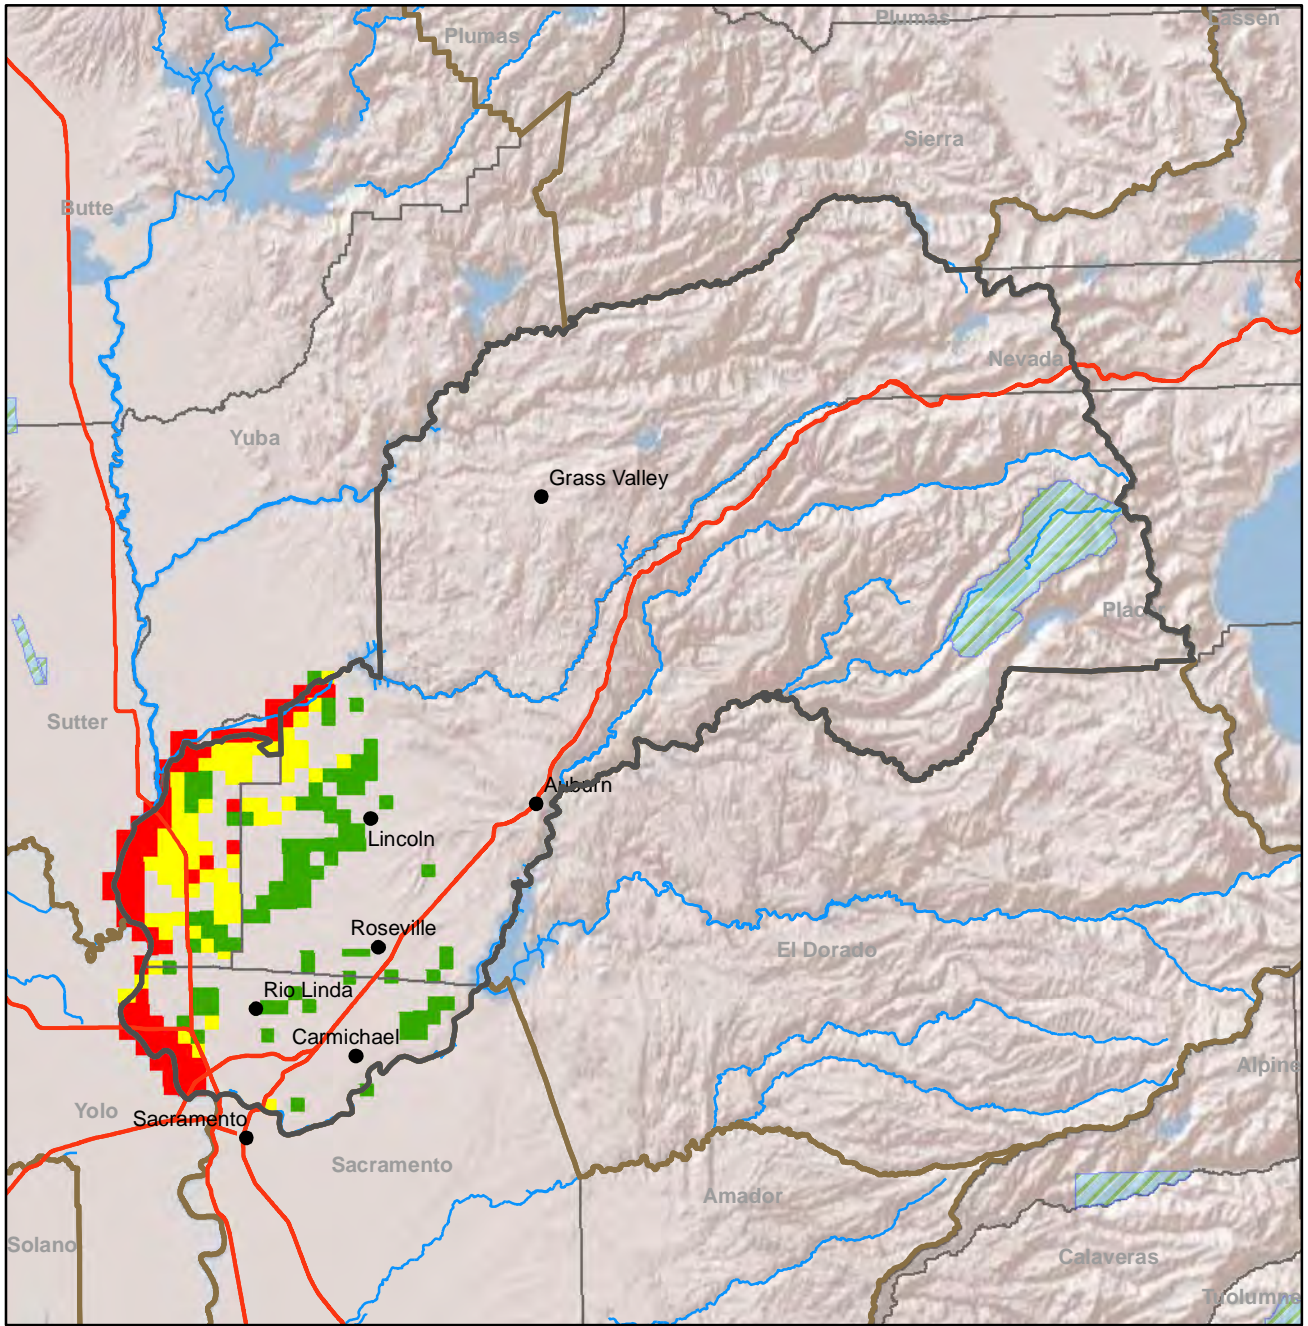 Plumas
Lassen
Plumas
Sierra
Butte
Nevada
Yuba
Grass Valley
Plac
Sutter
Auburn
Lincoln
Roseville
El Dorado
Rio Linda
Carmichael
Alpine
Yolo
Sacramento
Sacramento
Amador
Solano
Calaveras
Tuolumne